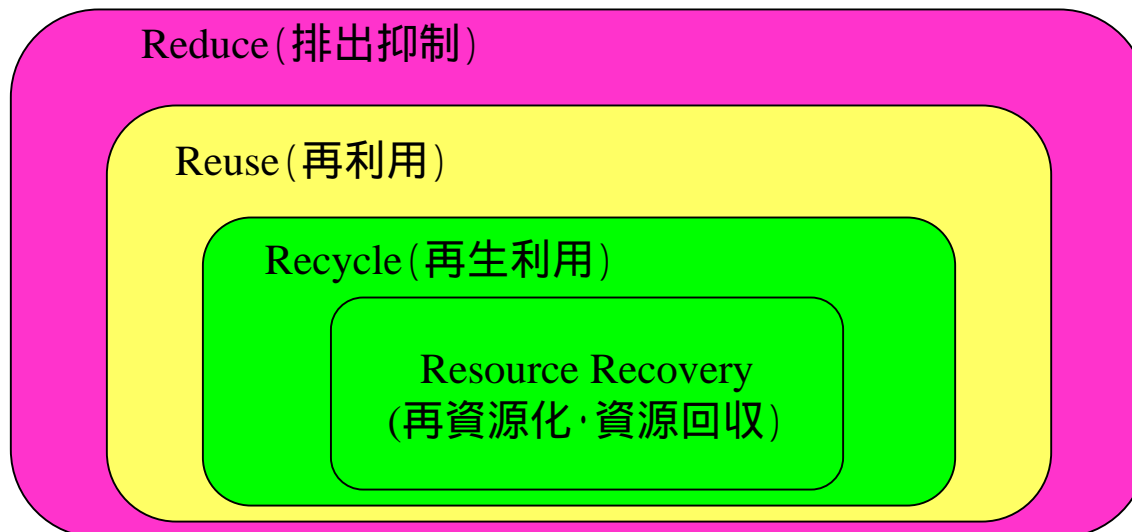 Reduce(排出抑制)
Reuse(再利用)
Recycle(再生利用)
Resource Recovery
(再資源化·資源回収)